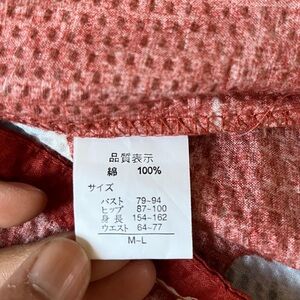 品質表示
綿 100%
サイズ
バスト 79~94
ヒップ 87~100
身長 154~162
ウエスト 64~77
M~L